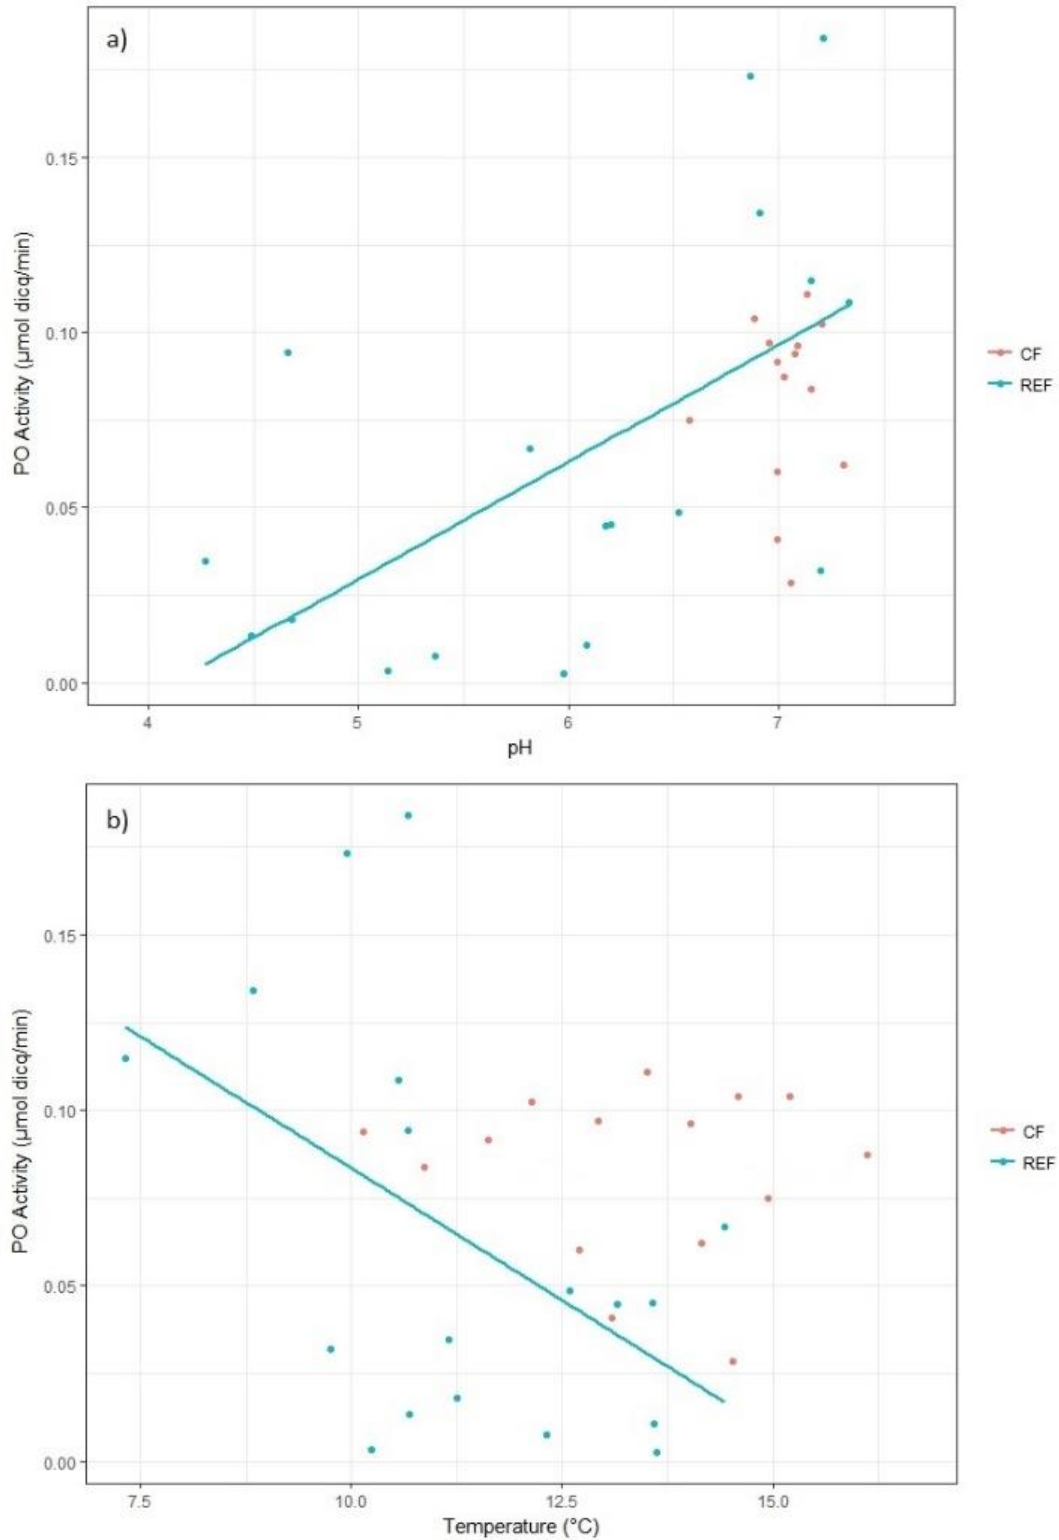 a)
0.15
0.10
0.05
0.00
PO Activity (µmol dicq/min)
4 5 6 7
pH
CF
REF
b)
0.15
0.10
0.05
0.00
PO Activity (µmol dicq/min)
7.5 10.0 12.5 15.0
Temperature (°C)
CF
REF